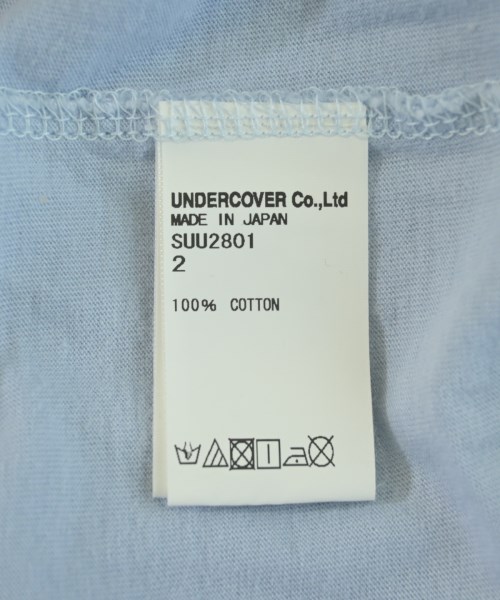 UNDERCOVER Co.,Ltd
MADE IN JAPAN
SUU2801
2
100% COTTON